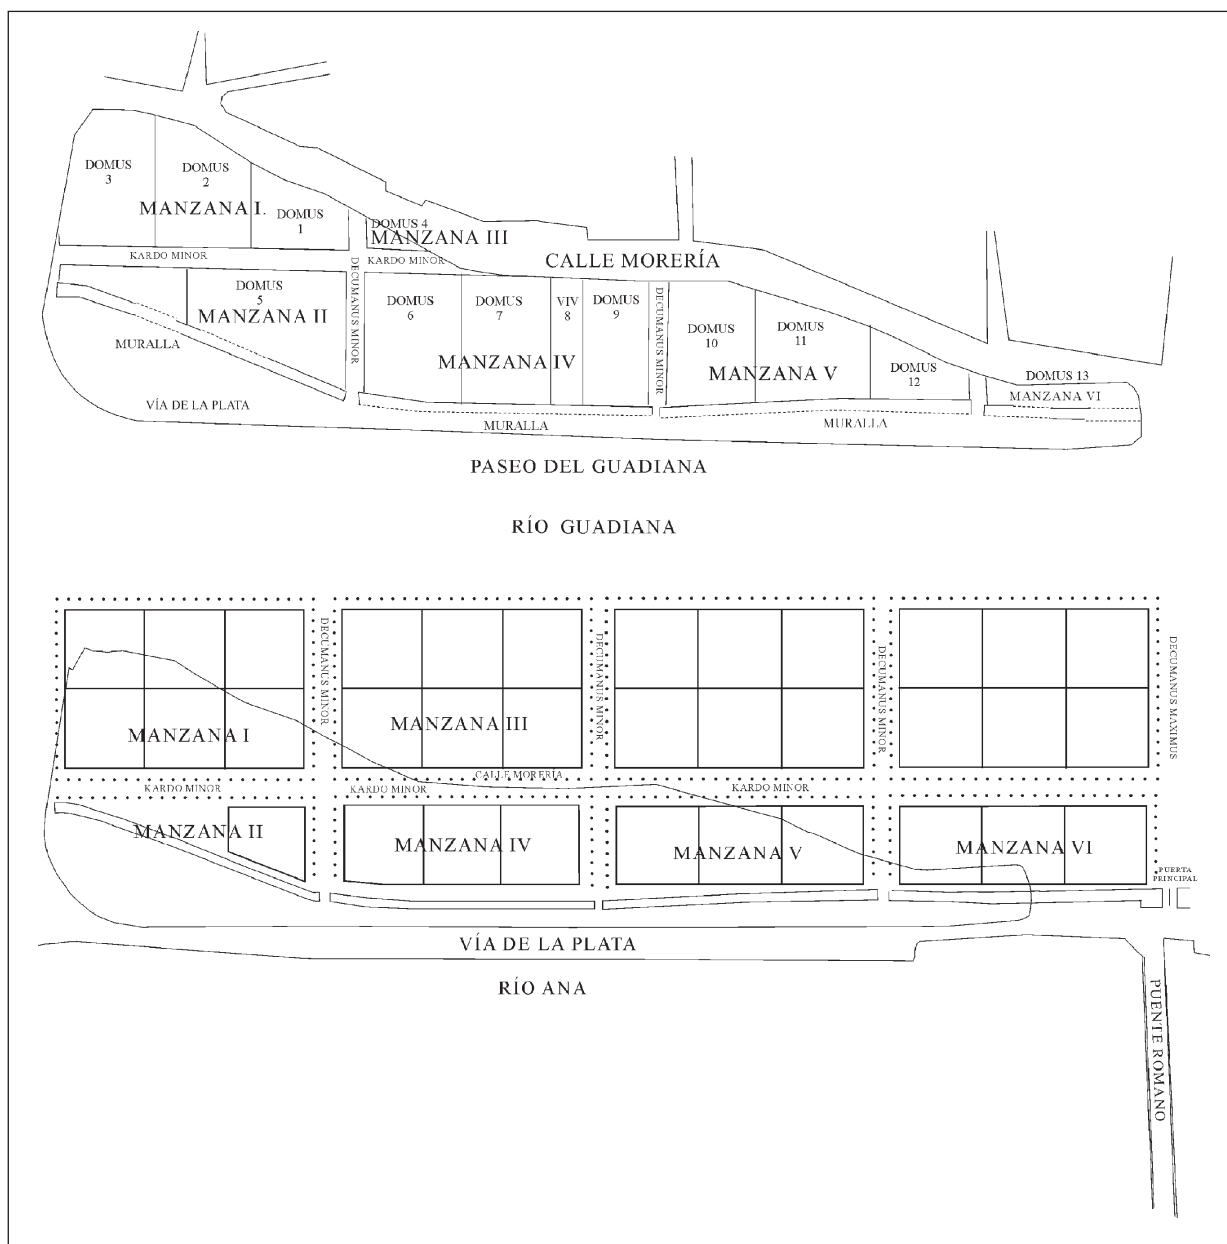 DOMUS
3
DOMUS
2
MANZANA I.
DOMUS
1
DOMUS 4
MANZANA III
KARDO MINOR
KARDO MINOR
CALLE MORERÍA
DECUMANUS MINOR
DOMUS
5
MANZANA II
MURALLA
VÍA DE LA PLATA
DOMUS
6
DOMUS
7
VIV
8
DOMUS
9
MANZANA IV
DECUMANUS MINOR
DOMUS
10
DOMUS
11
MANZANA V
DOMUS
12
DOMUS 13
MANZANA VI
MURALLA
MURALLA
PASEO DEL GUADIANA
RÍO GUADIANA
DECUMANUS MINOR
DECUMANUS MINOR
DECUMANUS MINOR
DECUMANUS MAXIMUS
MANZANA I
MANZANA III
CALLE MORERÍA
KARDO MINOR
KARDO MINOR
KARDO MINOR
MANZANA II
MANZANA IV
MANZANA V
MANZANA VI
PUERTA
PRINCIPAL
VÍA DE LA PLATA
RÍO ANA
PUENTE ROMANO